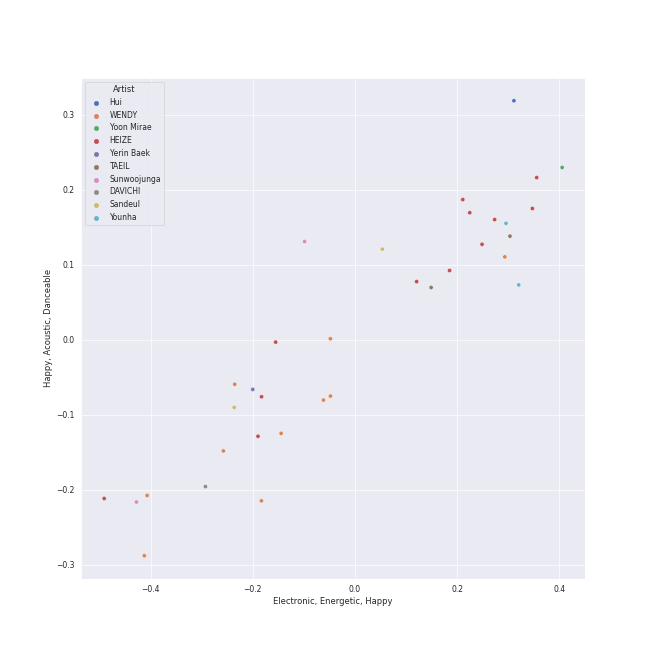 Artist
Hui
WENDY
Yoon Mirae
HEIZE
Yerin Baek
TAEIL
Sunwoojunga
DAVICHI
Sandeul
Younha
Happy, Acoustic, Danceable
0.3
0.2
0.1
0.0
−0.1
−0.2
−0.3
−0.4 −0.2 0.0 0.2 0.4
Electronic, Energetic, Happy